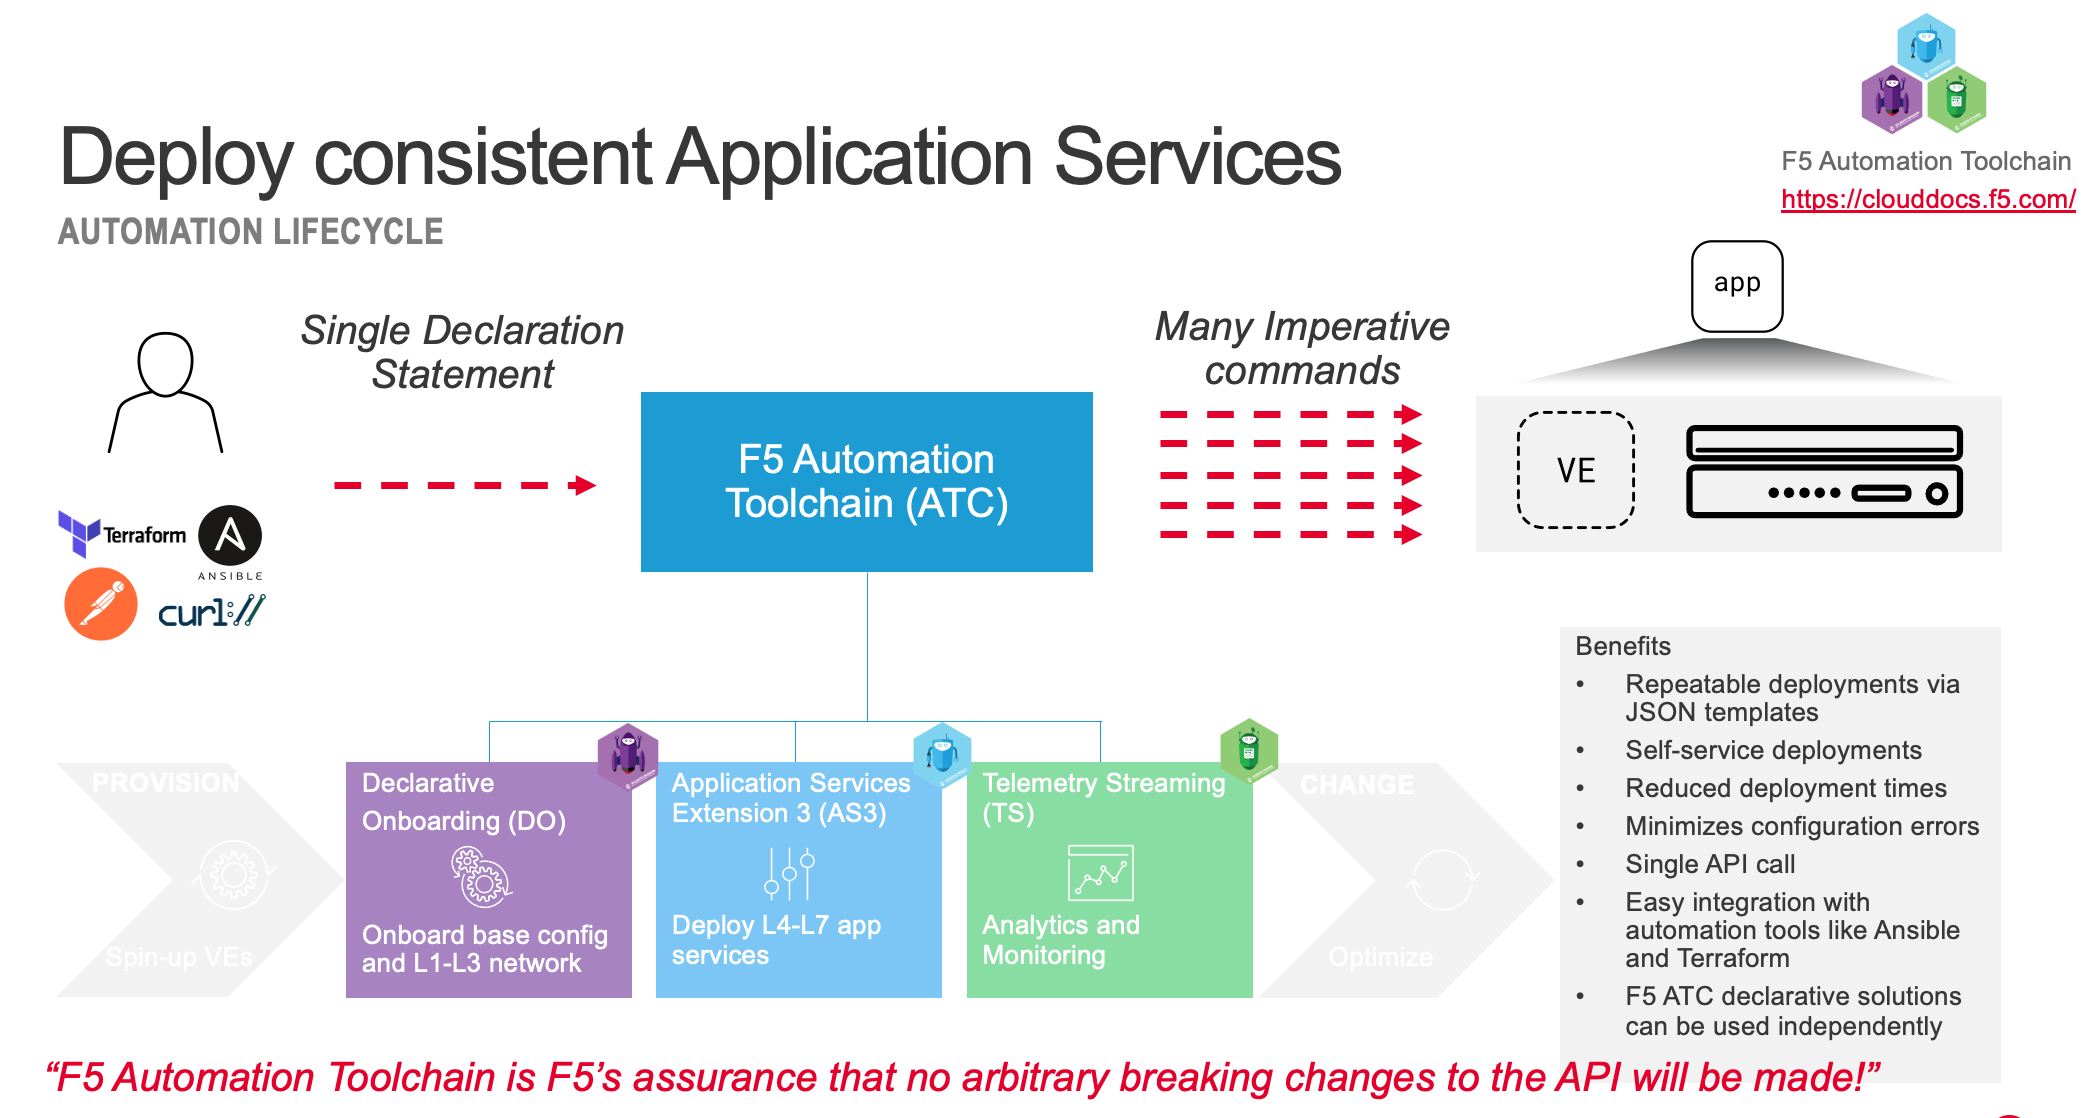 Deploy consistent Application Services
AUTOMATION LIFECYCLE
F5 Automation Toolchain
https://clouddocs.f5.com/
app
Single Declaration
Statement
Many Imperative
commands
F5 Automation
Toolchain (ATC)
VE
Terraform
ANSIBLE
curl://
PROVISION
Spin-up VEs
Declarative
Onboarding (DO)
Onboard base config
and L1-L3 network
Application Services
Extension 3 (AS3)
Deploy L4-L7 app
services
Telemetry Streaming
(TS)
Analytics and
Monitoring
CHANGE
Optimize
Benefits
• Repeatable deployments via
JSON templates
• Self-service deployments
• Reduced deployment times
• Minimizes configuration errors
• Single API call
• Easy integration with
automation tools like Ansible
and Terraform
• F5 ATC declarative solutions
can be used independently
“F5 Automation Toolchain is F5’s assurance that no arbitrary breaking changes to the API will be made!”